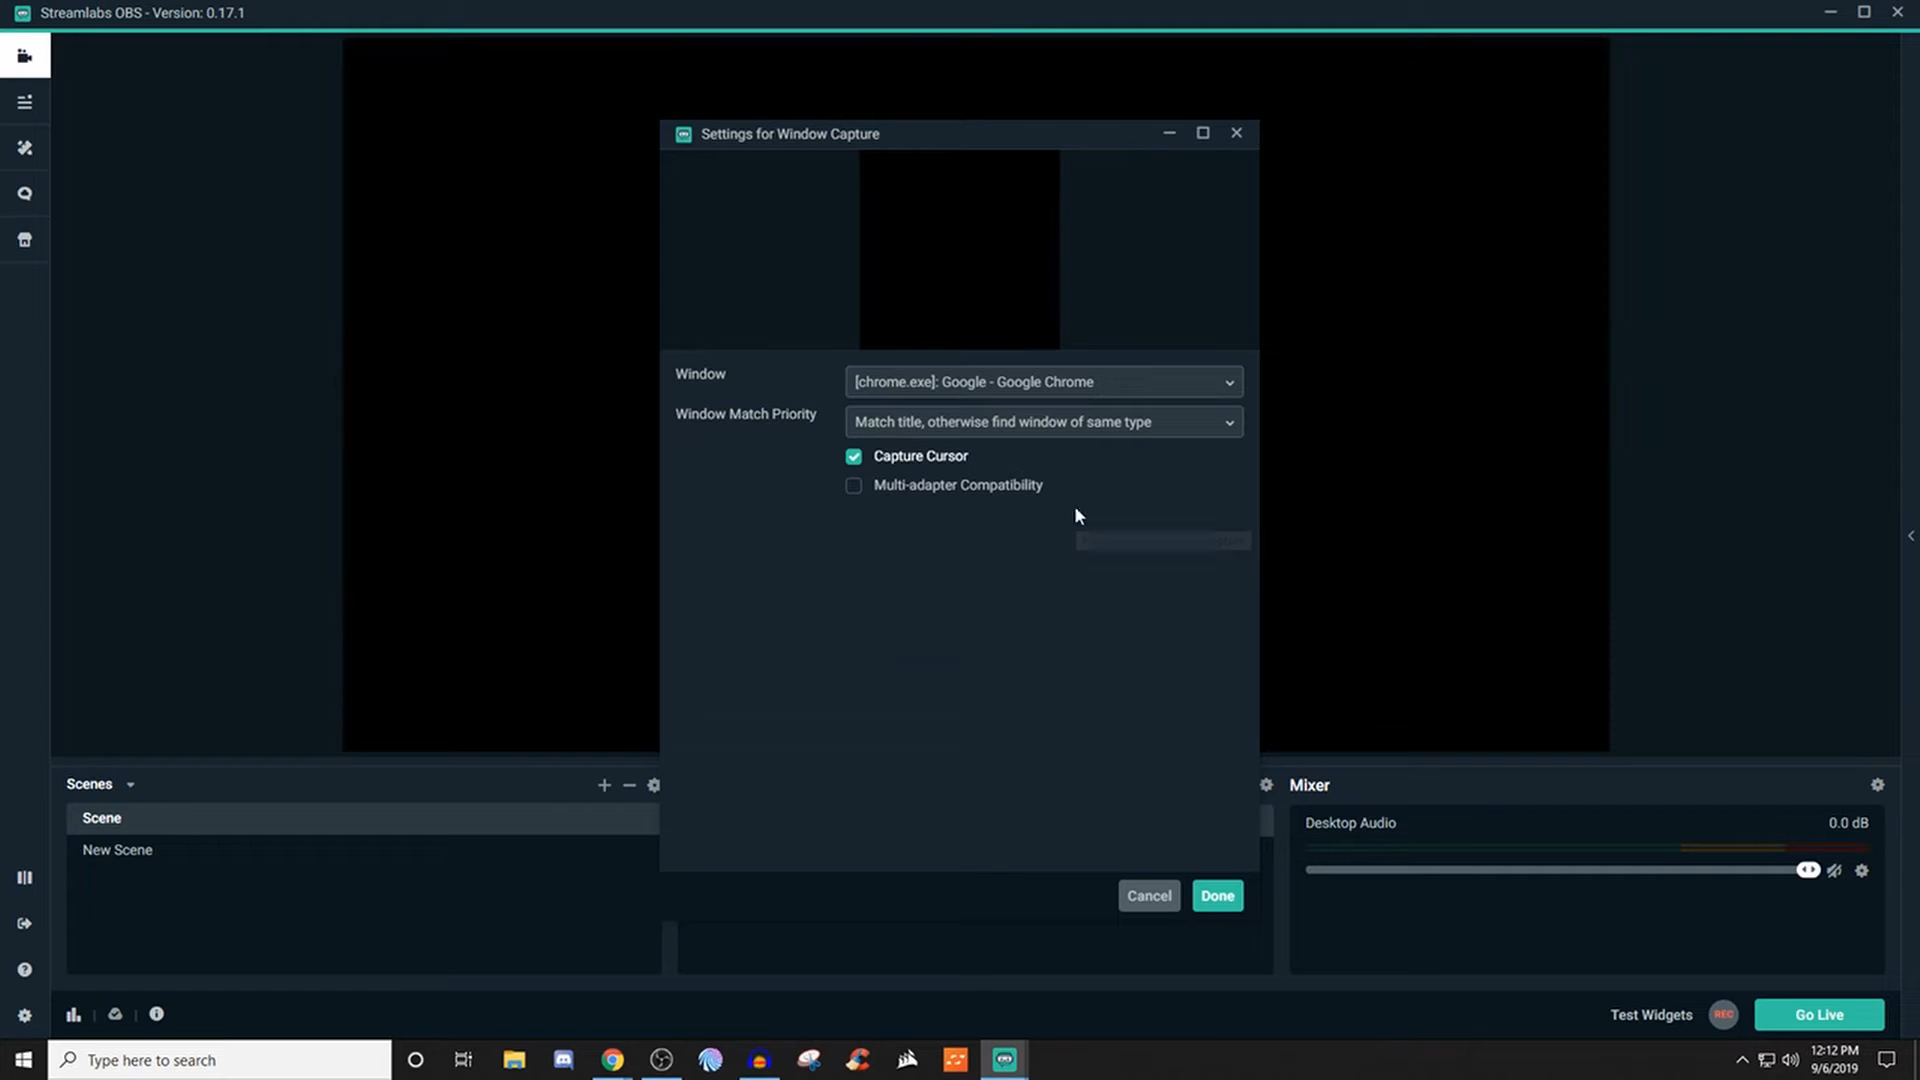 Streamlabs OBS - Version: 0.17.1
Settings for Window Capture
Window
[chrome.exe]: Google - Google Chrome
Window Match Priority
Match title, otherwise find window of same type
Capture Cursor
Multi-adapter Compatibility
Cancel
Done
Scenes
Scene
New Scene
Mixer
Desktop Audio
0.0 dB
Test Widgets
REC
Go Live
Type here to search
12:12 PM
9/6/2019